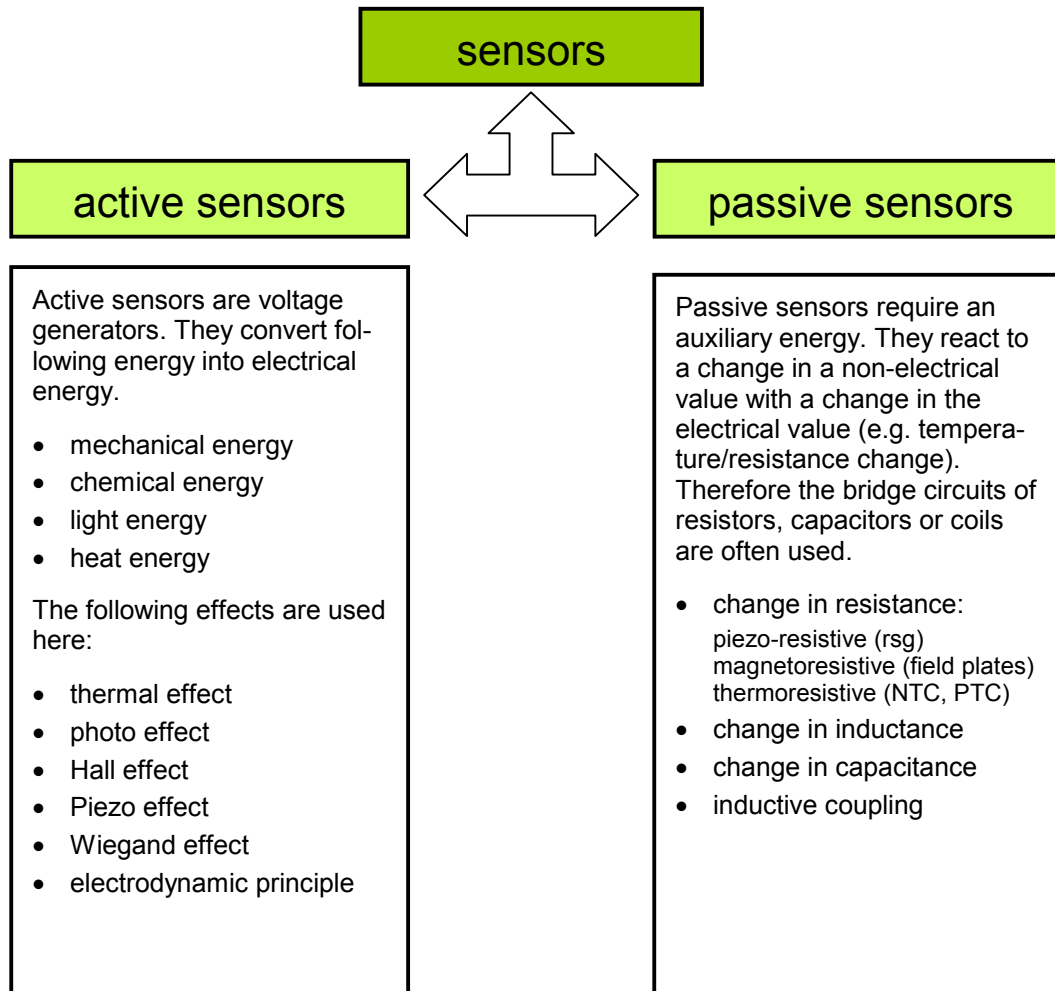 sensors
active sensors
Active sensors are voltage
generators. They convert fol-
lowing energy into electrical
energy.
• mechanical energy
• chemical energy
• light energy
• heat energy
The following effects are used
here:
• thermal effect
• photo effect
• Hall effect
• Piezo effect
• Wiegand effect
• electrodynamic principle
passive sensors
Passive sensors require an
auxiliary energy. They react to
a change in a non-electrical
value with a change in the
electrical value (e.g. tempera-
ture/resistance change).
Therefore the bridge circuits of
resistors, capacitors or coils
are often used.
• change in resistance:
piezo-resistive (rsg)
magnetoresistive (field plates)
thermoresistive (NTC, PTC)
• change in inductance
• change in capacitance
• inductive coupling